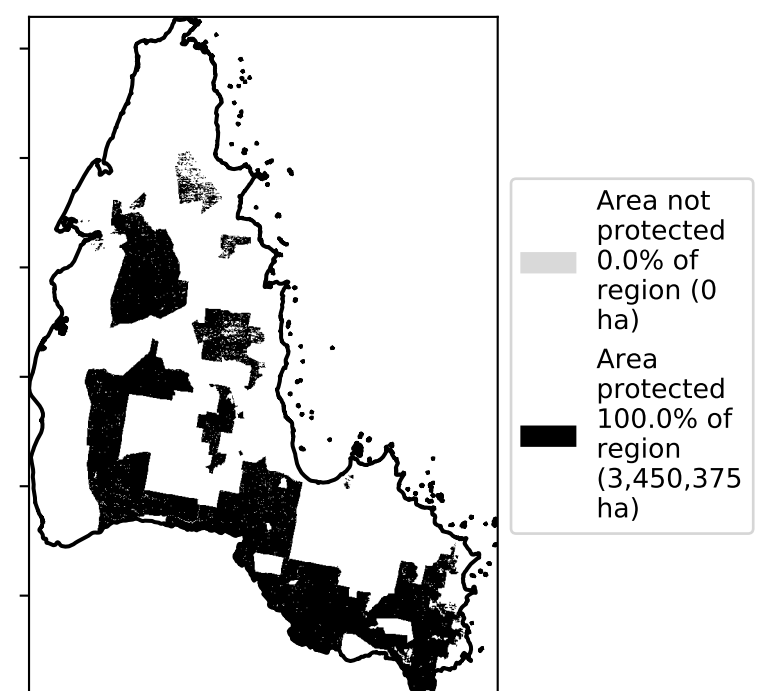 Area not
protected
0.0% of
region (0
ha)
Area
protected
100.0% of
region
(3,450,375
ha)